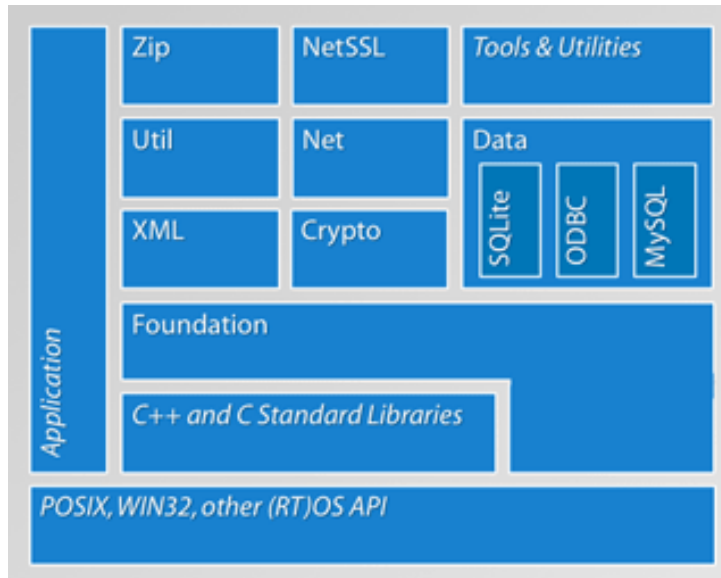 Zip
NetSSL
Tools & Utilities
Util
Net
Data
SQLite
ODBC
MySQL
XML
Crypto
Foundation
Application
C++ and C Standard Libraries
POSIX, WIN32, other (RT)OS API